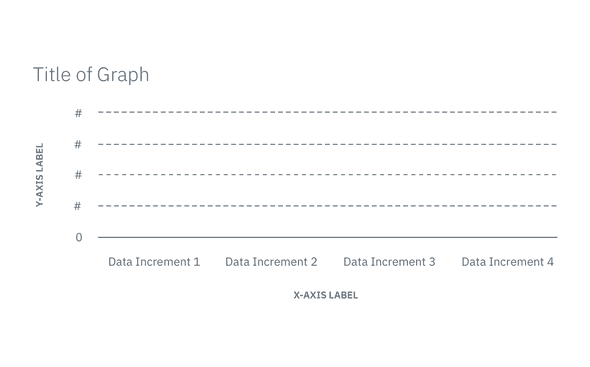 Title of Graph
#
#
#
#
0
Y-AXIS LABEL
Data Increment 1 Data Increment 2 Data Increment 3 Data Increment 4
X-AXIS LABEL